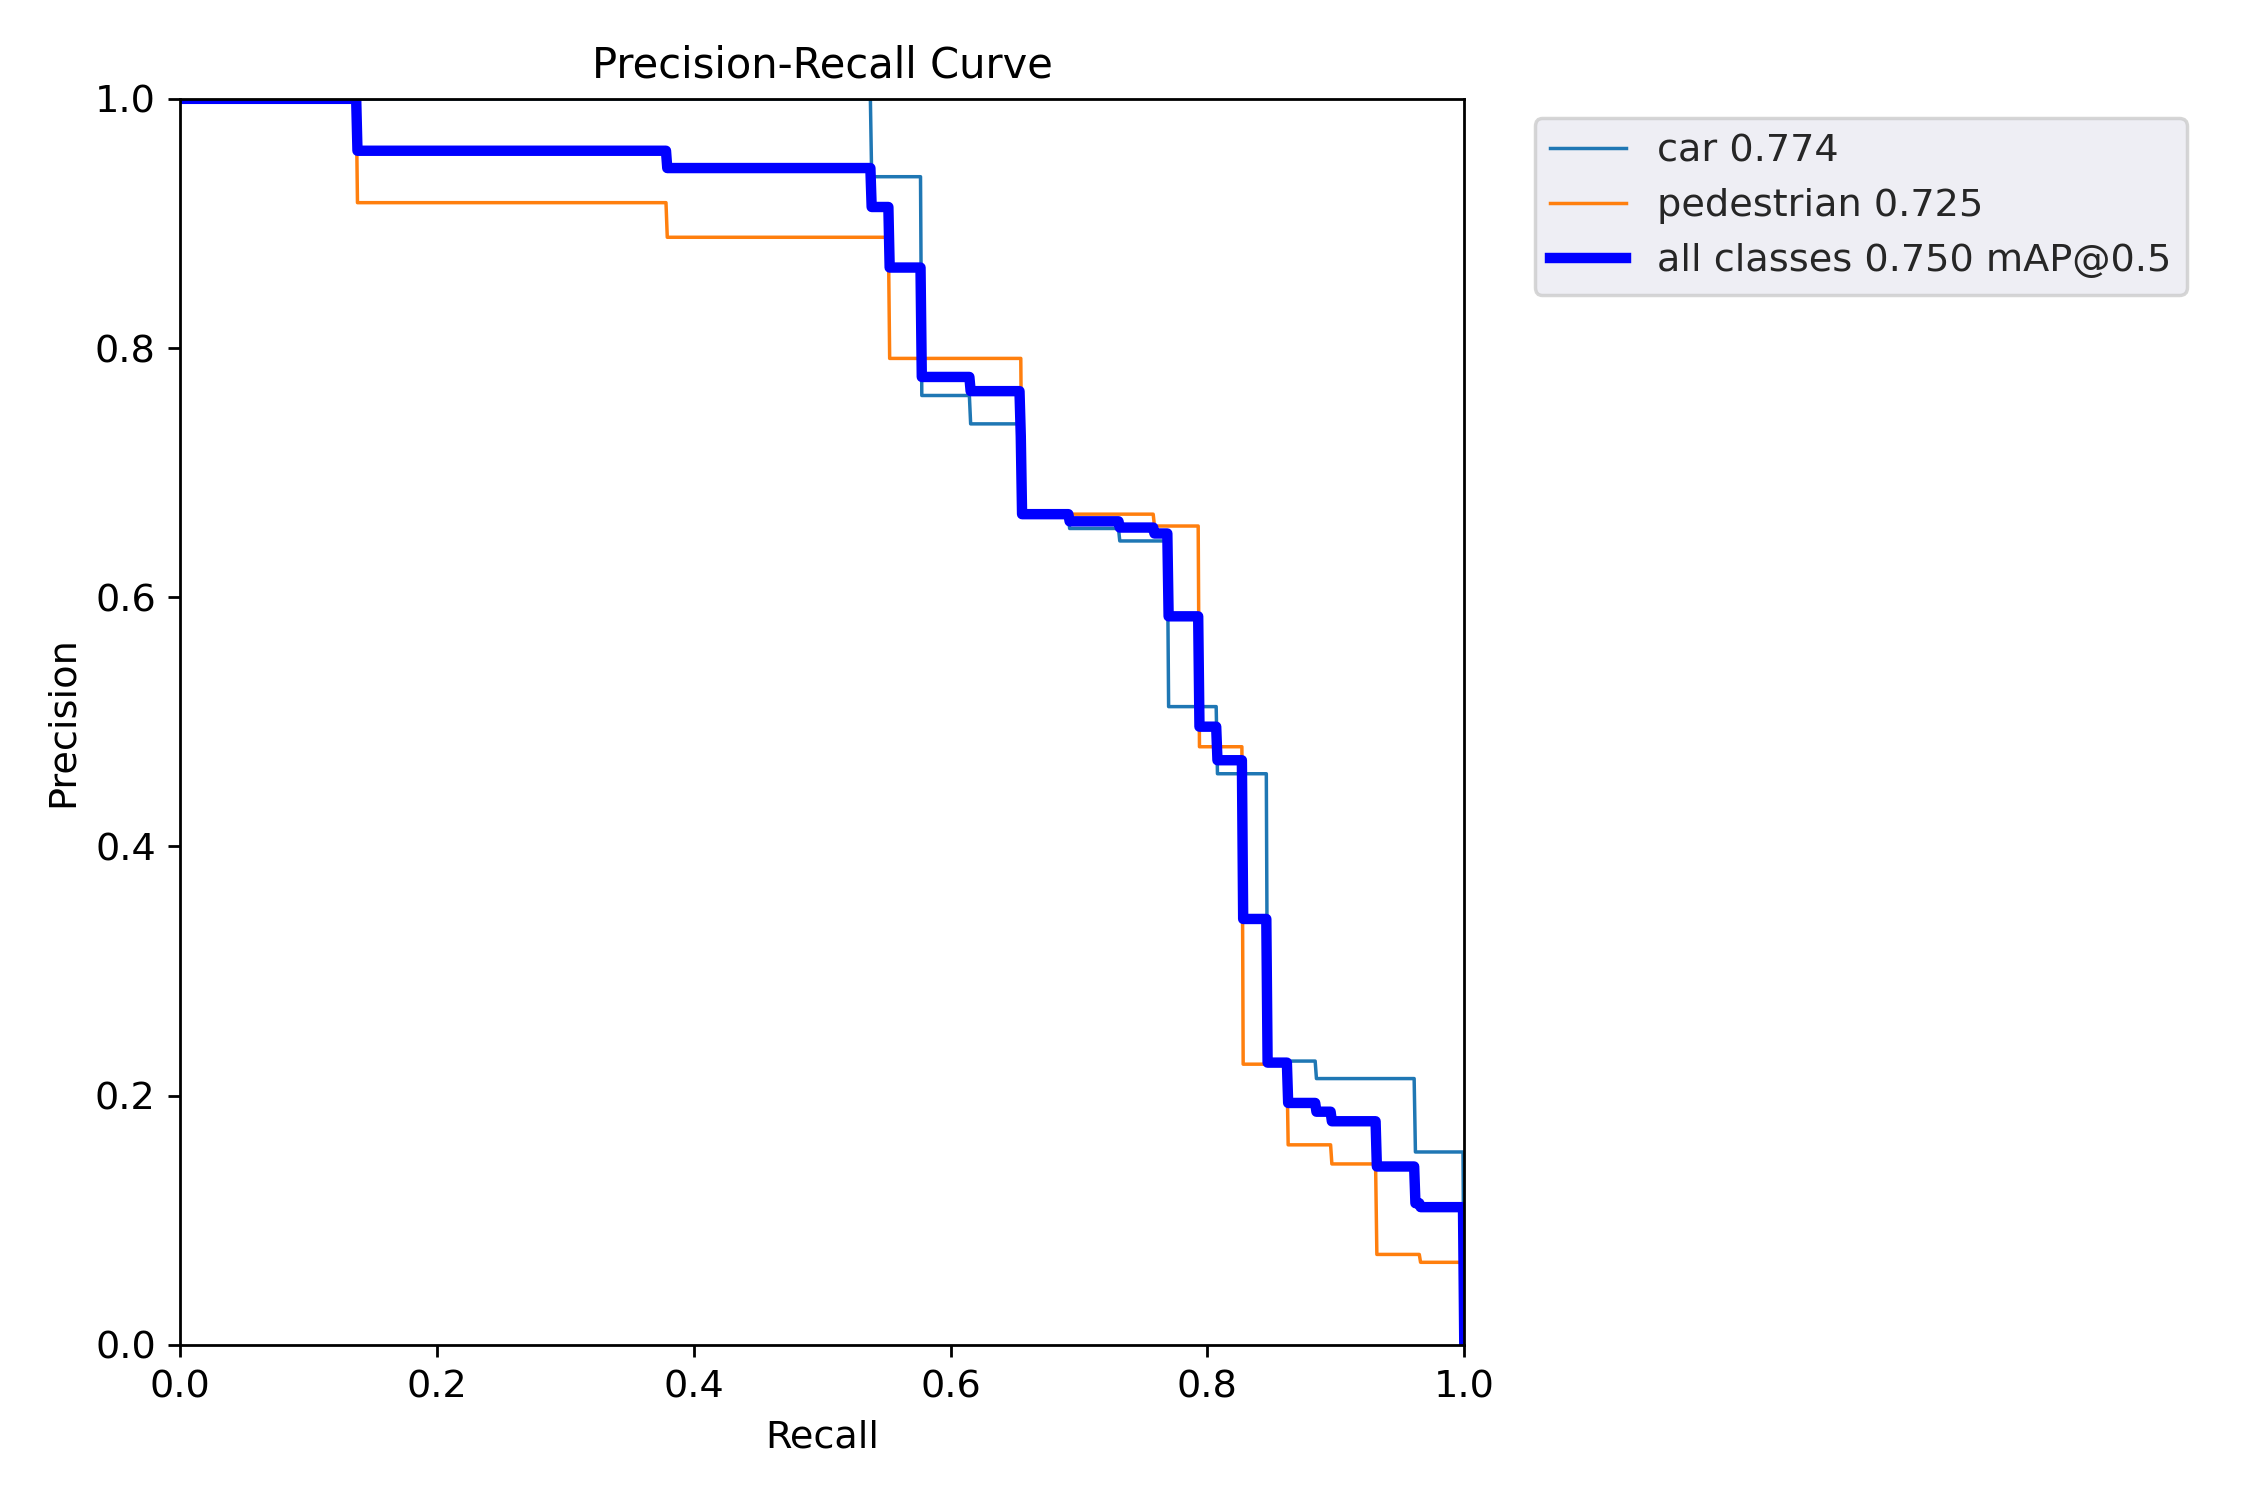 Precision-Recall Curve
1.0
0.8
0.6
0.4
0.2
0.0
Precision
0.0 0.2 0.4 0.6 0.8 1.0
Recall
car 0.774
pedestrian 0.725
all classes 0.750 mAP@0.5